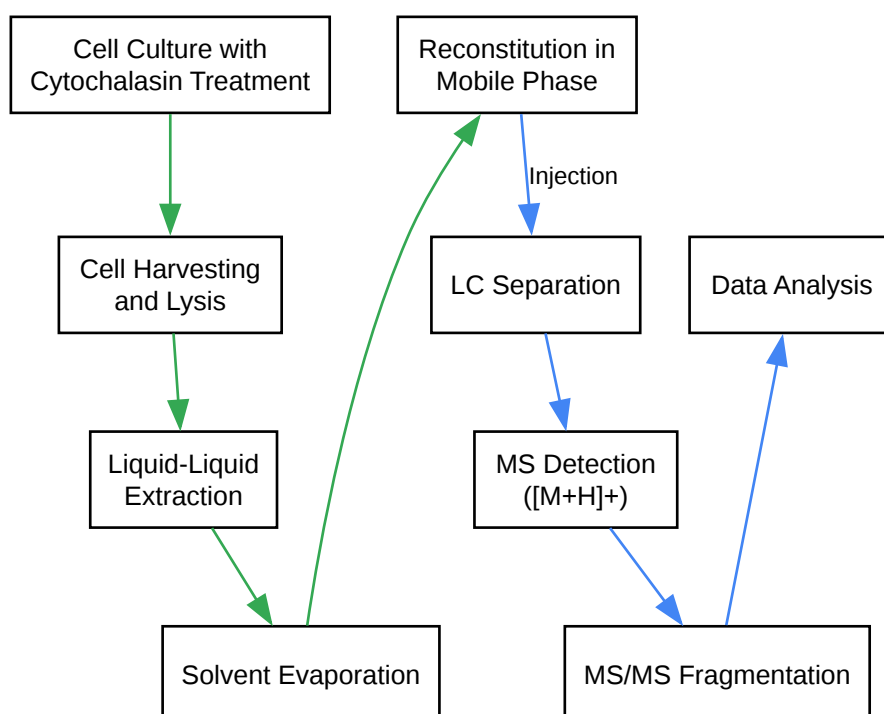 Cell Culture with
Cytochalasin Treatment
Cell Harvesting
and Lysis
Liquid-Liquid
Extraction
Solvent Evaporation
Reconstitution in
Mobile Phase
Injection
LC Separation
MS Detection
([M+H]+)
MS/MS Fragmentation
Data Analysis